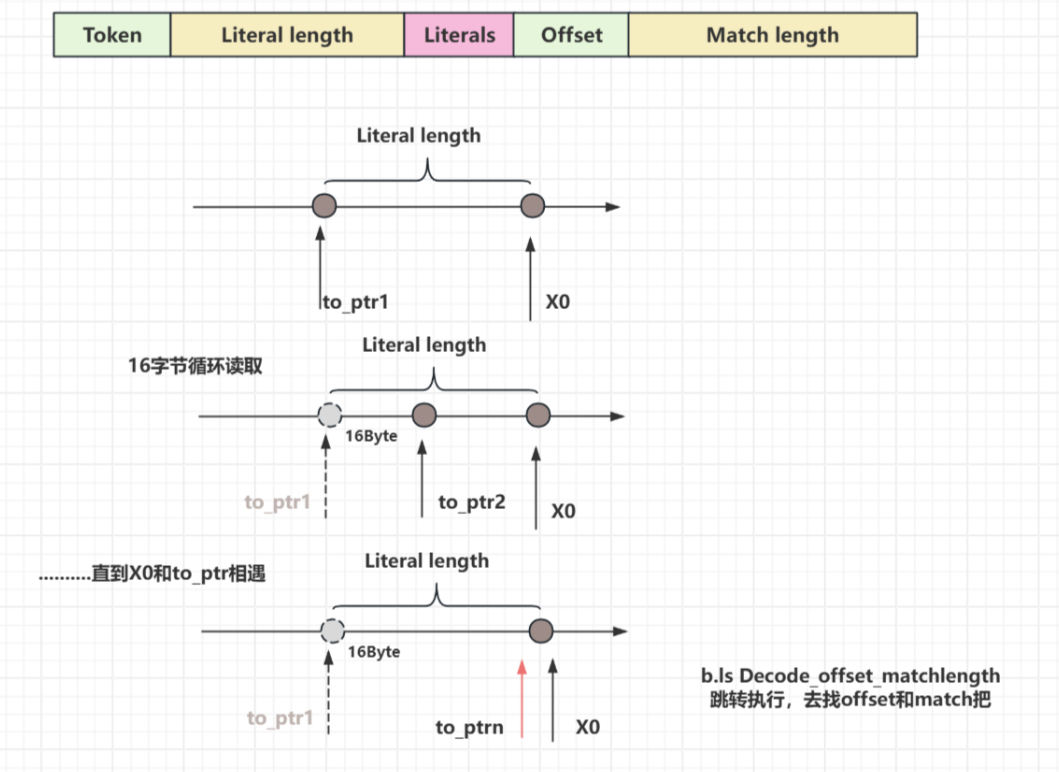 Token Literal length Literals Offset Match length
Literal length
to_ptr1 X0
Literal length
16字节循环读取
16Byte
to_ptr1 to_ptr2 X0
Literal length
..........直到X0和to_ptr相遇
16Byte
to_ptr1 to_ptrn X0
b.ls Decode_offset_matchlength
跳转执行，去找offset和match把